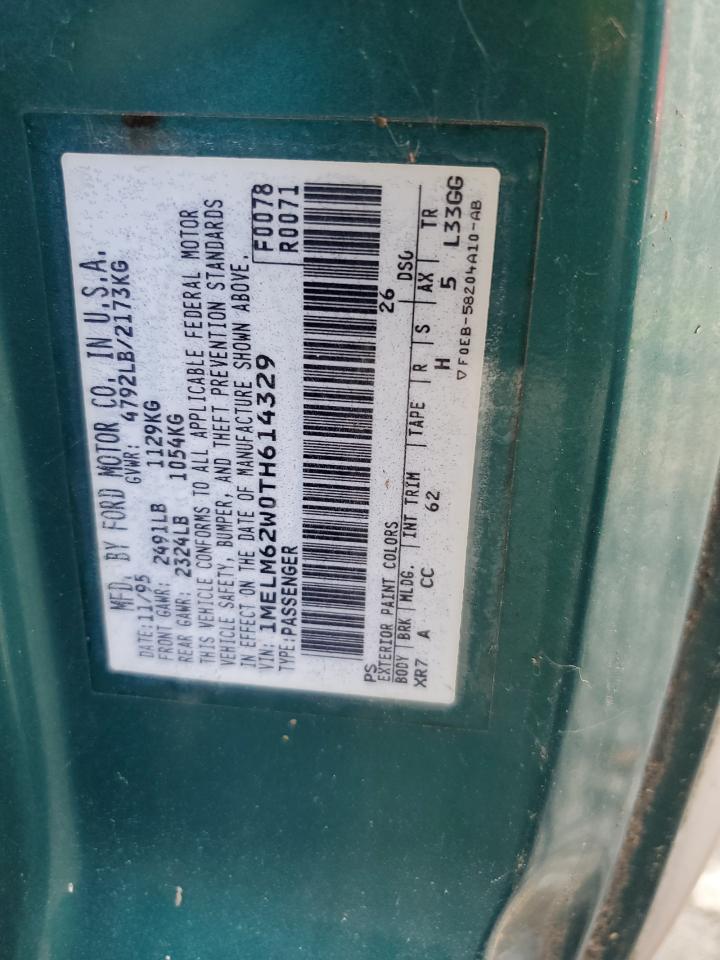 MFD. BY FORD MOTOR CO. IN U.S.A.
DATE: 11/95 GVWR: 4792LB/2173KG
FRONT GAWR: 2491LB 1129KG
REAR GAWR: 2324LB 1054KG
THIS VEHICLE CONFORMS TO ALL APPLICABLE FEDERAL MOTOR
VEHICLE SAFETY, BUMPER, AND THEFT PREVENTION STANDARDS
IN EFFECT ON THE DATE OF MANUFACTURE SHOWN ABOVE.
VIN: 1MELM62W0TH614329 F0078
TYPE: PASSENGER R0071
PS 26
EXTERIOR PAINT COLORS DSO
BODY BRK MLDG. INT TRIM TAPE R S AX TR
XR7 A CC 62 H 5 L33GG
▽ F0EB-58204A10-AB